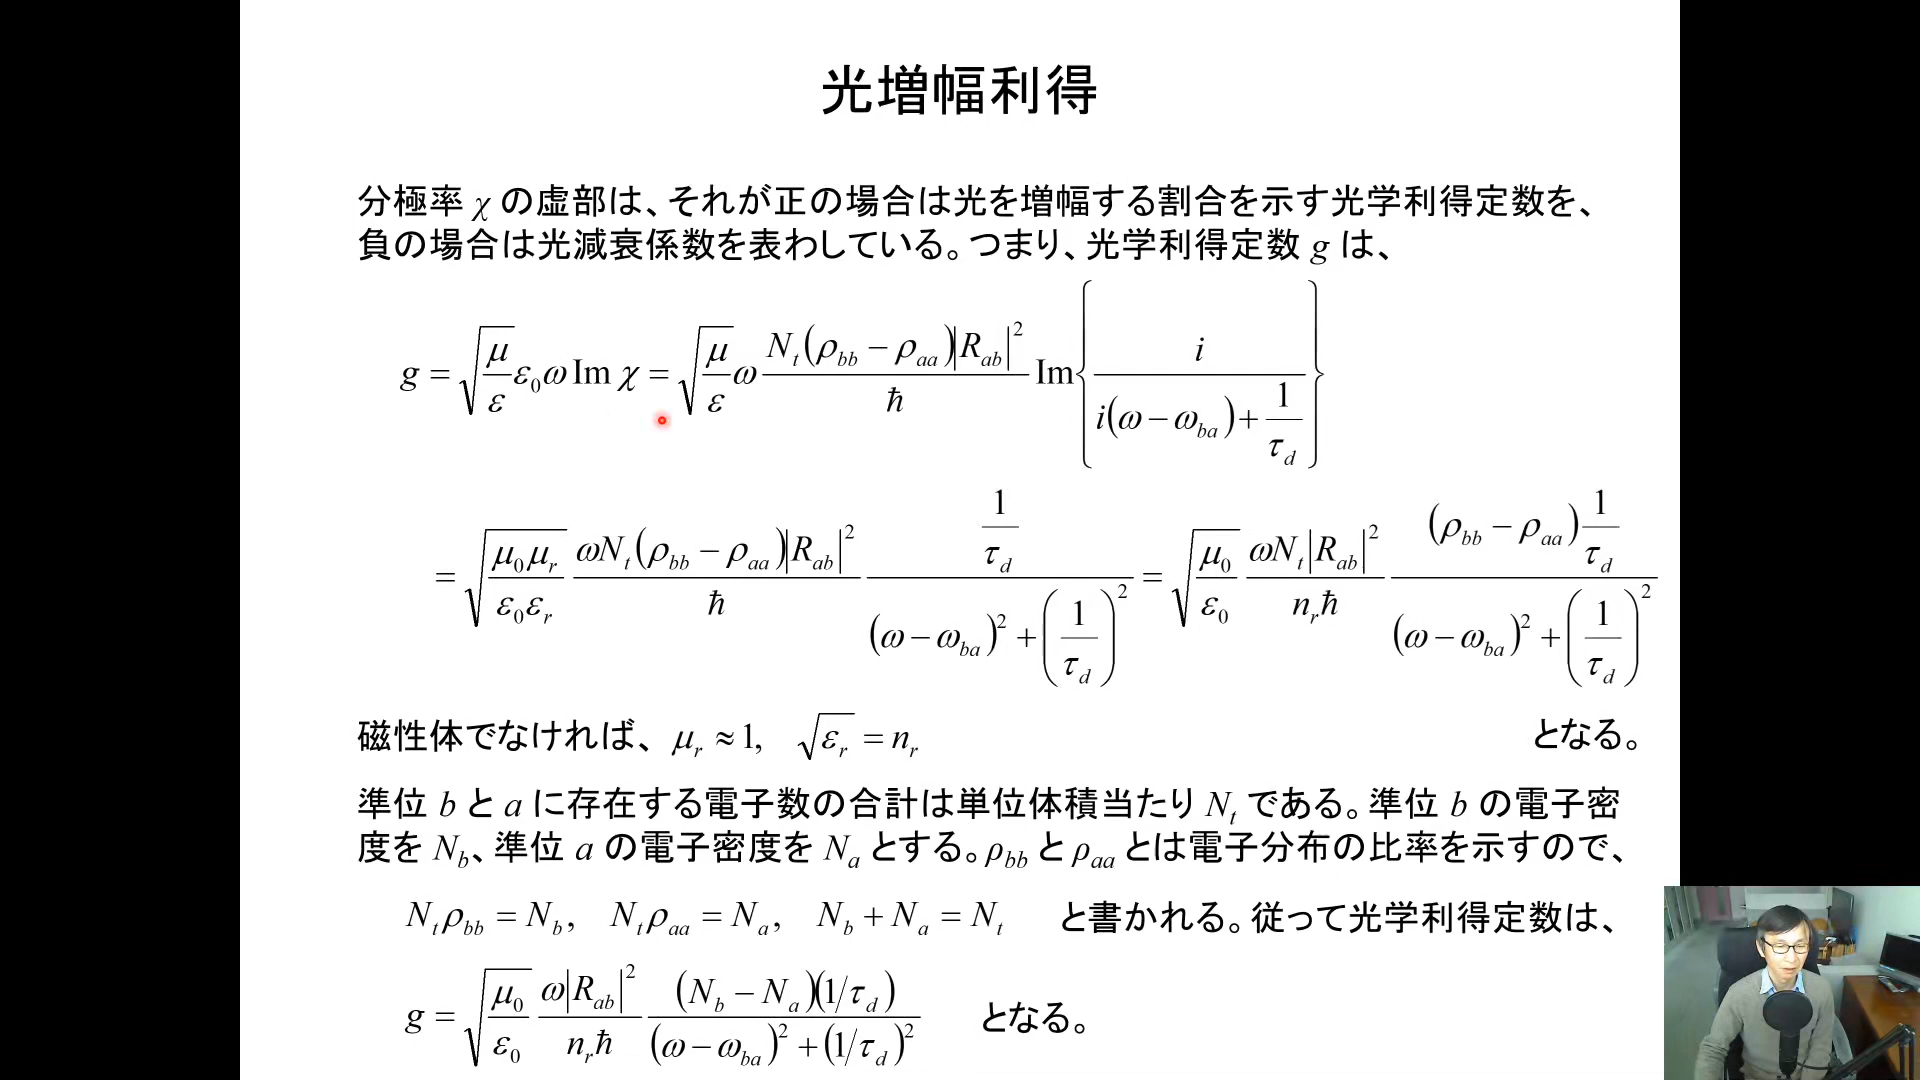 光増幅利得
分極率 χ の虚部は、それが正の場合は光を増幅する割合を示す光学利得定数を、
負の場合は光減衰係数を表わしている。つまり、光学利得定数 g は、
g = √(μ/ε) ε₀ω Im χ = √(μ/ε) ω (N_t(ρ_bb − ρ_aa)|R_ab|²)/ħ Im{ i / (i(ω − ω_ba) + 1/τ_d) }
= √(μ₀μ_r/ε₀ε_r) (ωN_t(ρ_bb − ρ_aa)|R_ab|²)/ħ (1/τ_d)/((ω − ω_ba)² + (1/τ_d)²) = √(μ₀/ε₀) (ωN_t|R_ab|²)/(n_rħ) ((ρ_bb − ρ_aa) 1/τ_d)/((ω − ω_ba)² + (1/τ_d)²)
磁性体でなければ、 μ_r ≈ 1, √ε_r = n_r となる。
準位 b と a に存在する電子数の合計は単位体積当たり N_t である。準位 b の電子密
度を N_b、準位 a の電子密度を N_a とする。ρ_bb と ρ_aa とは電子分布の比率を示すので、
N_tρ_bb = N_b, N_tρ_aa = N_a, N_b + N_a = N_t と書かれる。従って光学利得定数は、
g = √(μ₀/ε₀) (ω|R_ab|²)/(n_rħ) ((N_b − N_a)(1/τ_d))/((ω − ω_ba)² + (1/τ_d)²) となる。